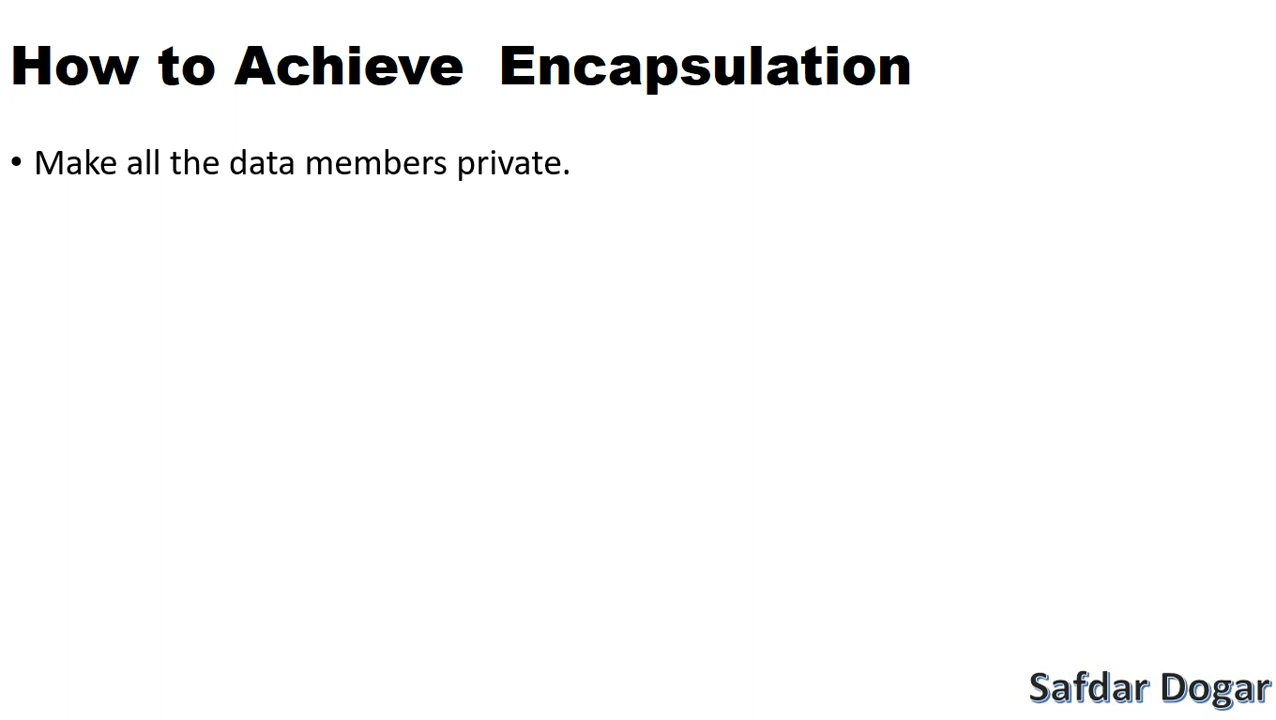 How to Achieve  Encapsulation
• Make all the data members private.
Safdar Dogar